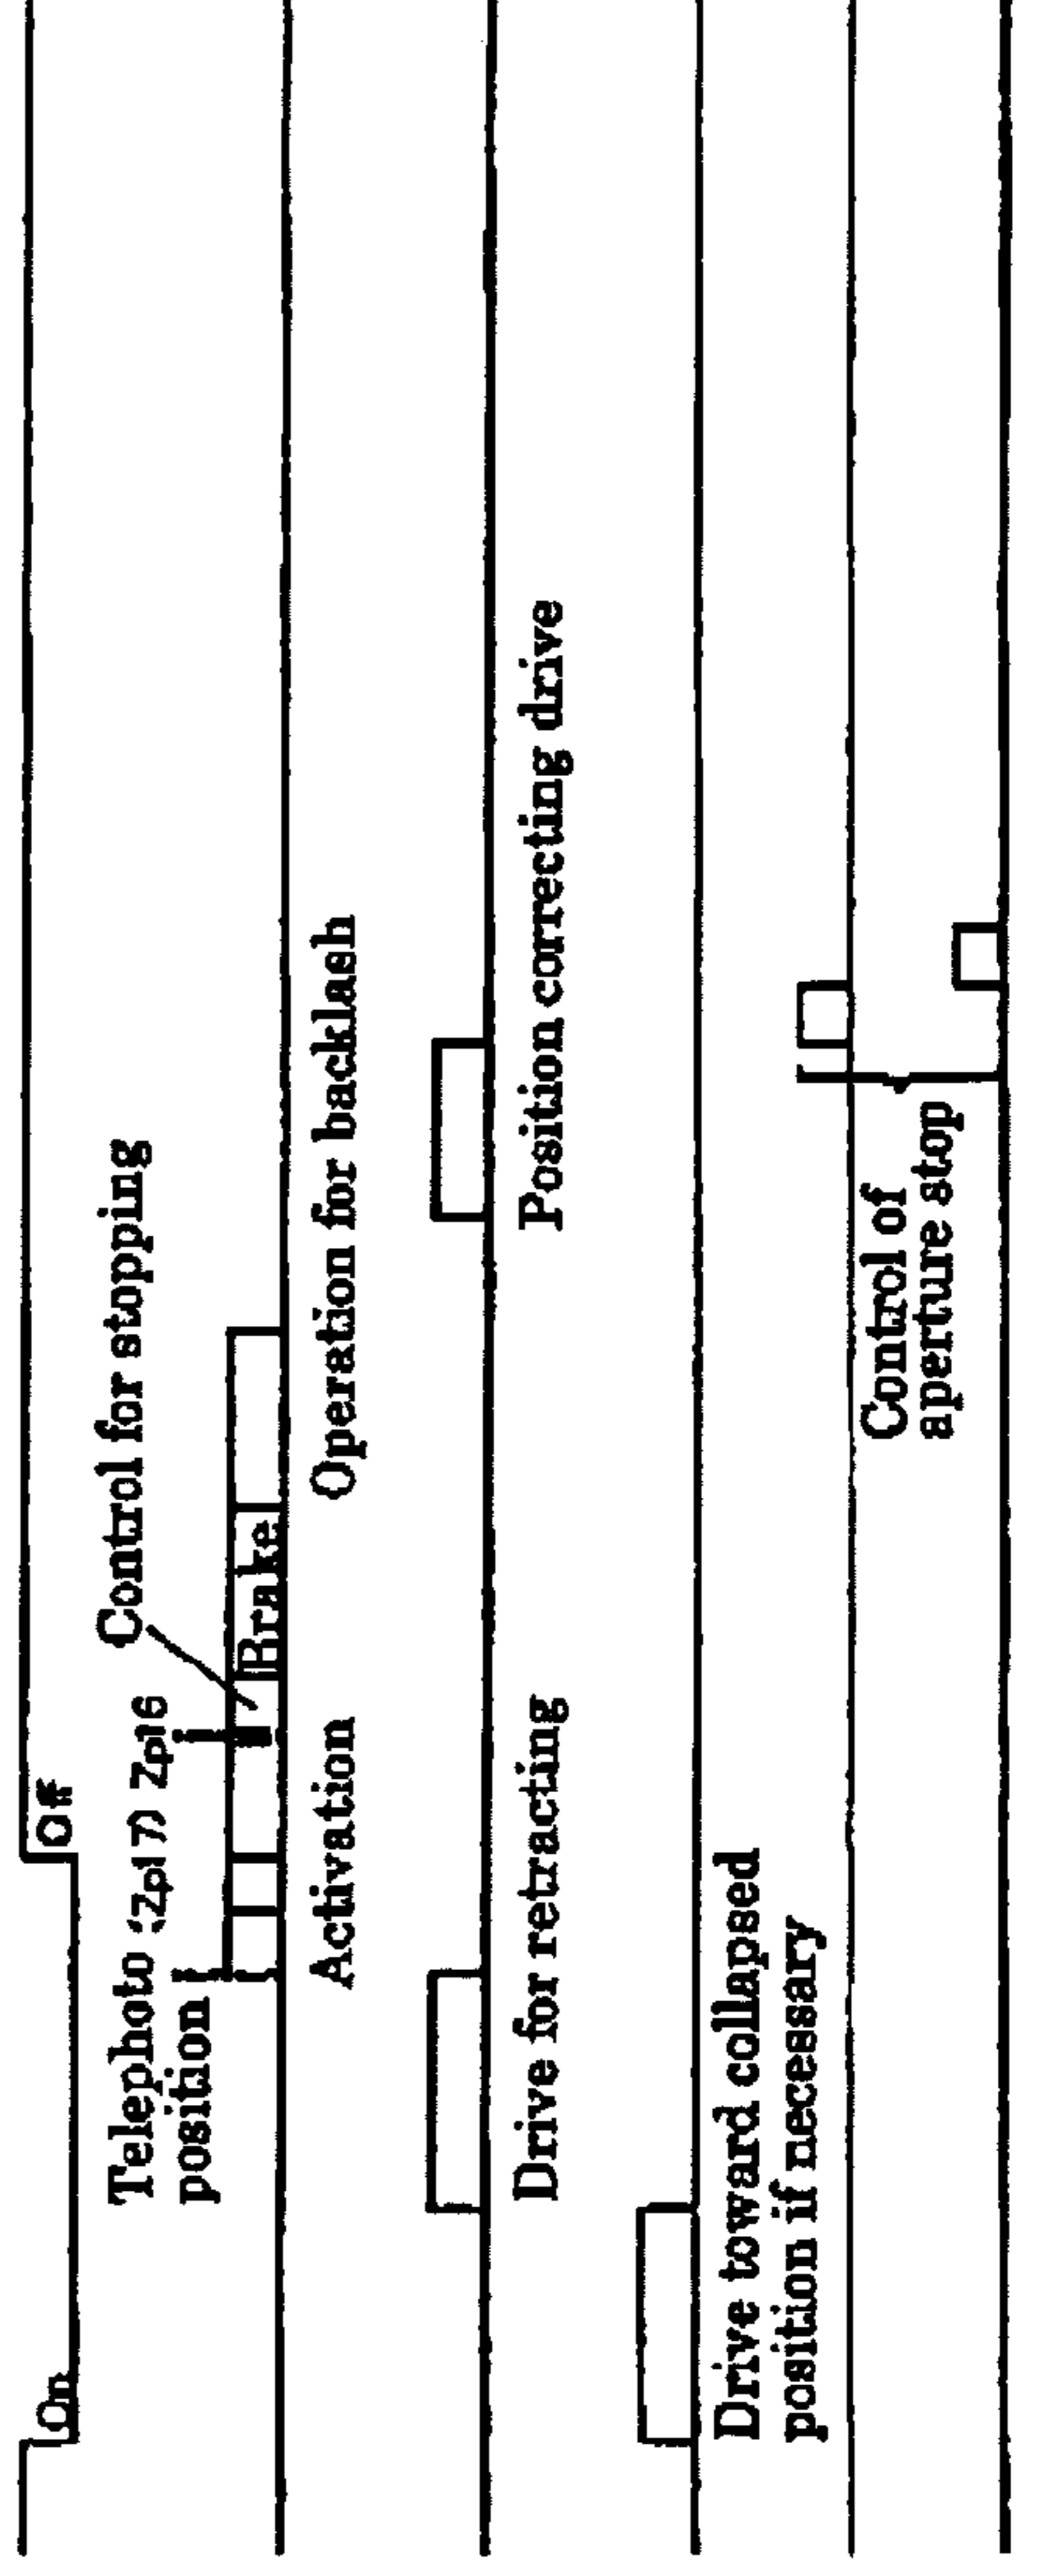 On
Off
Telephoto (Zp17) Zp16
position
Control for stopping
Brake
Activation
Operation for backlash
Drive for retracting
Position correcting drive
Drive toward collapsed
position if necessary
Control of
aperture stop